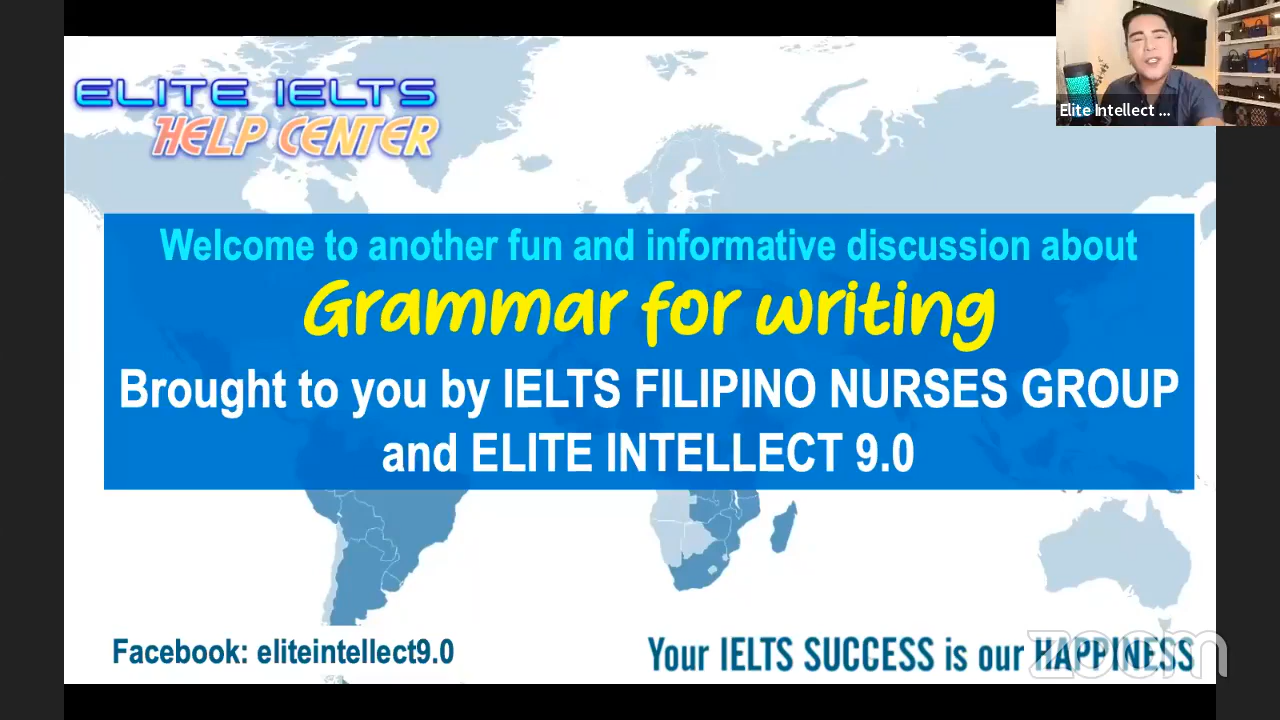 Elite Intellect ...
ELITE IELTS
HELP CENTER
Welcome to another fun and informative discussion about
Grammar for writing
Brought to you by IELTS FILIPINO NURSES GROUP
and ELITE INTELLECT 9.0
Facebook: eliteintellect9.0
Your IELTS SUCCESS is our HAPPINESS
zoom